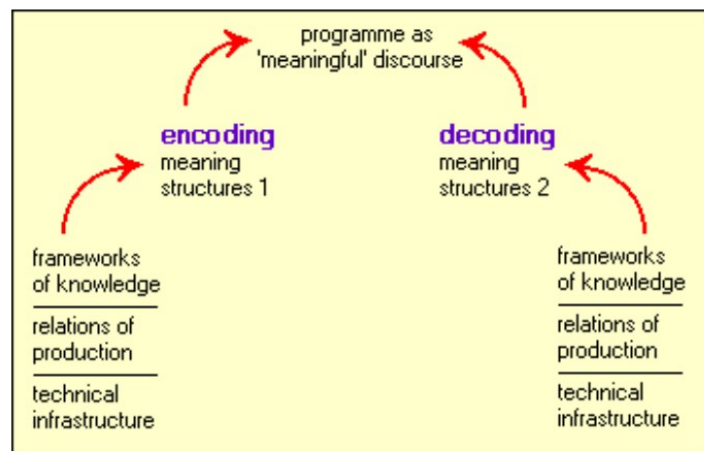 programme as
'meaningful' discourse
encoding
meaning
structures 1
decoding
meaning
structures 2
frameworks
of knowledge
relations of
production
technical
infrastructure
frameworks
of knowledge
relations of
production
technical
infrastructure